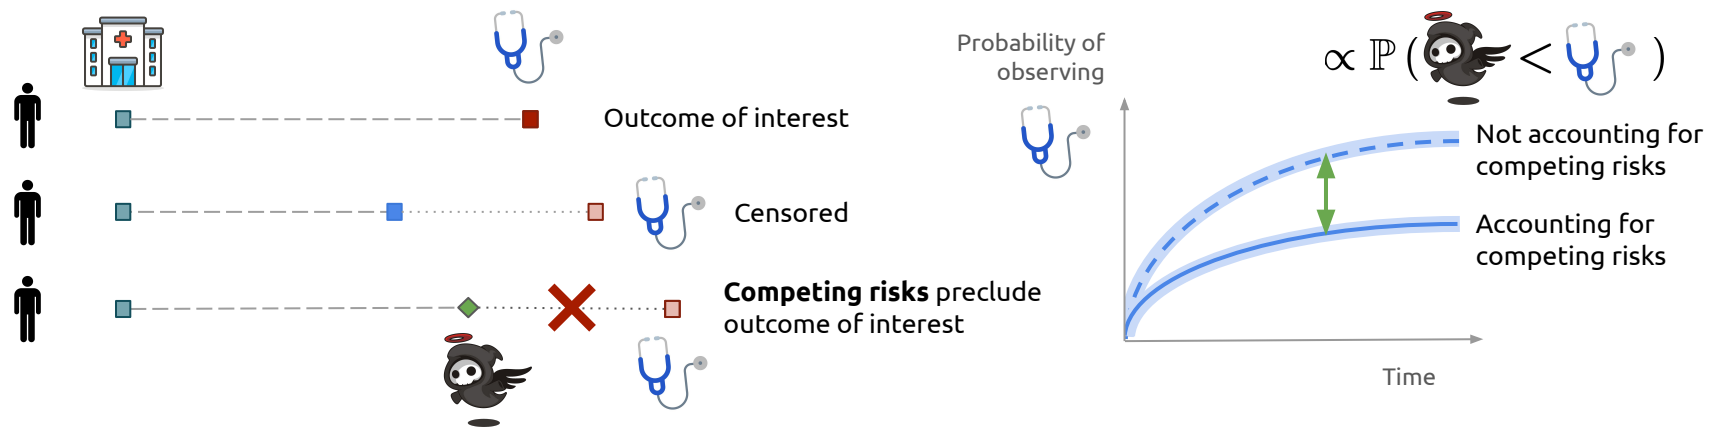 Outcome of interest
Censored
Competing risks preclude
outcome of interest
Probability of
observing
∝ ℙ ( < )
Not accounting for
competing risks
Accounting for
competing risks
Time